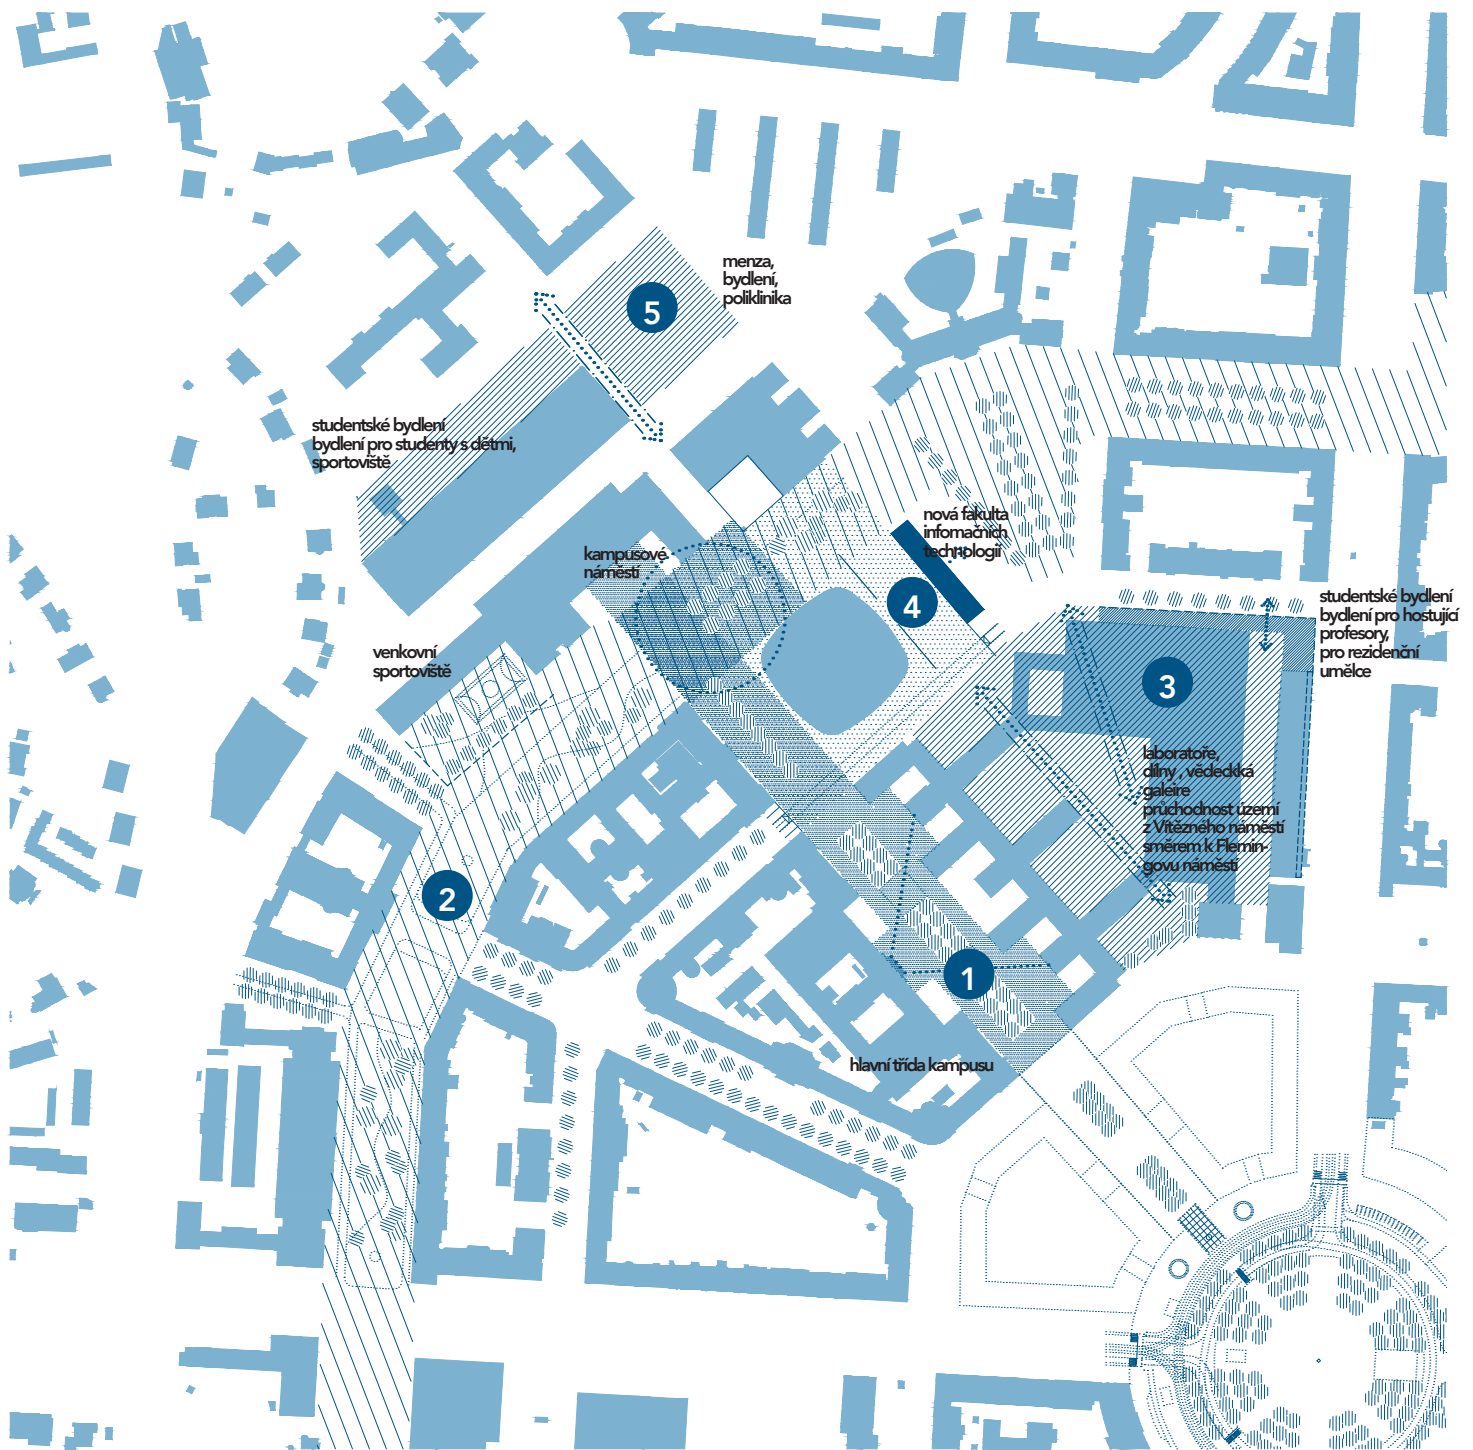 menza,
bydlení,
poliklinika
5
studentské bydlení
bydlení pro studenty s dětmi,
sportoviště
nová fakulta
infomačních
technologií
kampusové
náměstí
4
studentské bydlení
bydlení pro hostující
profesory,
pro rezidenční
umělce
venkovní
sportoviště
3
laboratoře,
dílny , vědeckká
galeire
průchodnost území
z Vítězného náměstí
směrem k Flemin-
govu náměstí
2
1
hlavní třída kampusu